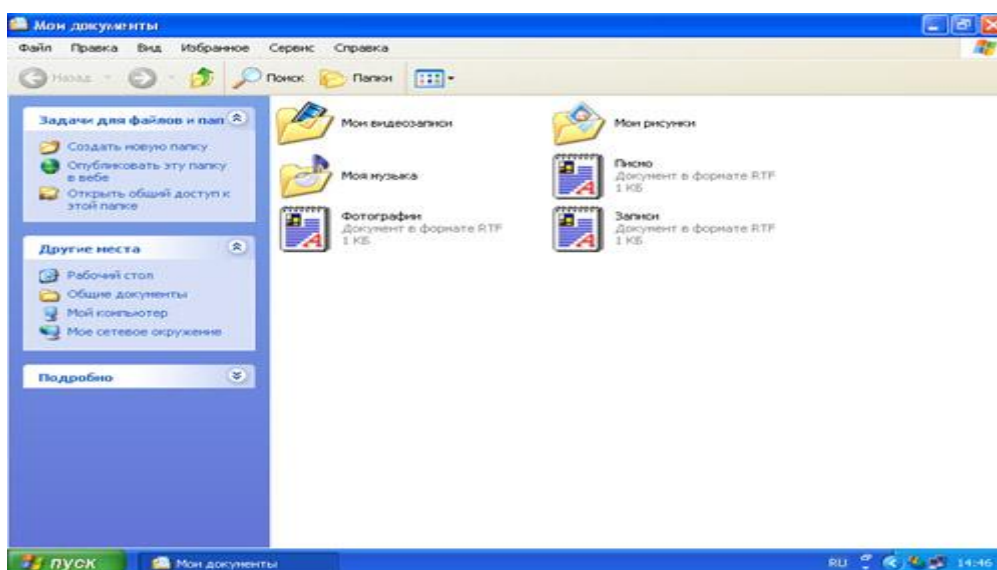 Мои документы
Файл Правка Вид Избранное Сервис Справка
Назад Поиск Папки
Задачи для файлов и пап
Создать новую папку
Опубликовать эту папку
в вебе
Открыть общий доступ к
этой папке
Другие места
Рабочий стол
Общие документы
Мой компьютер
Мое сетевое окружение
Подробно
Мои видеозаписи
Мои рисунки
Моя музыка
Писмо
Документ в формате RTF
1 КБ
Фотографии
Документ в формате RTF
1 КБ
Записи
Документ в формате RTF
1 КБ
пуск Мои документы RU 14:46